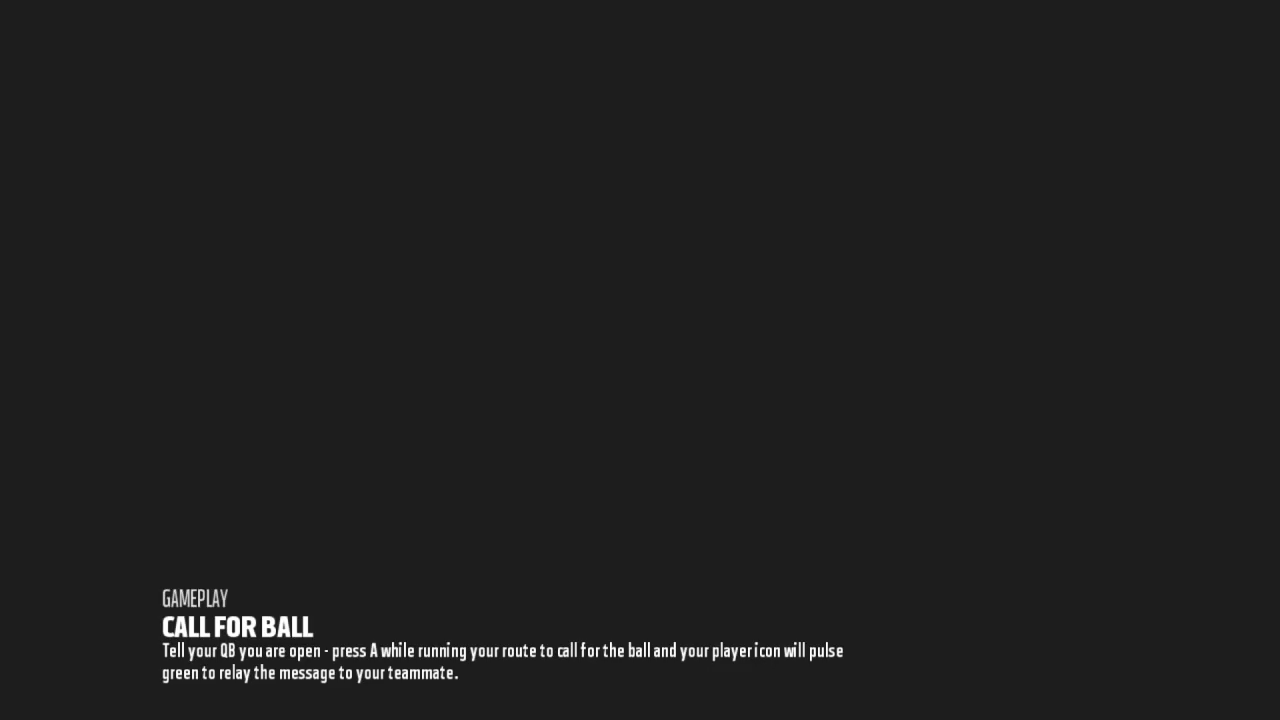 GAMEPLAY
CALL FOR BALL
Tell your QB you are open - press A while running your route to call for the ball and your player icon will pulse
green to relay the message to your teammate.